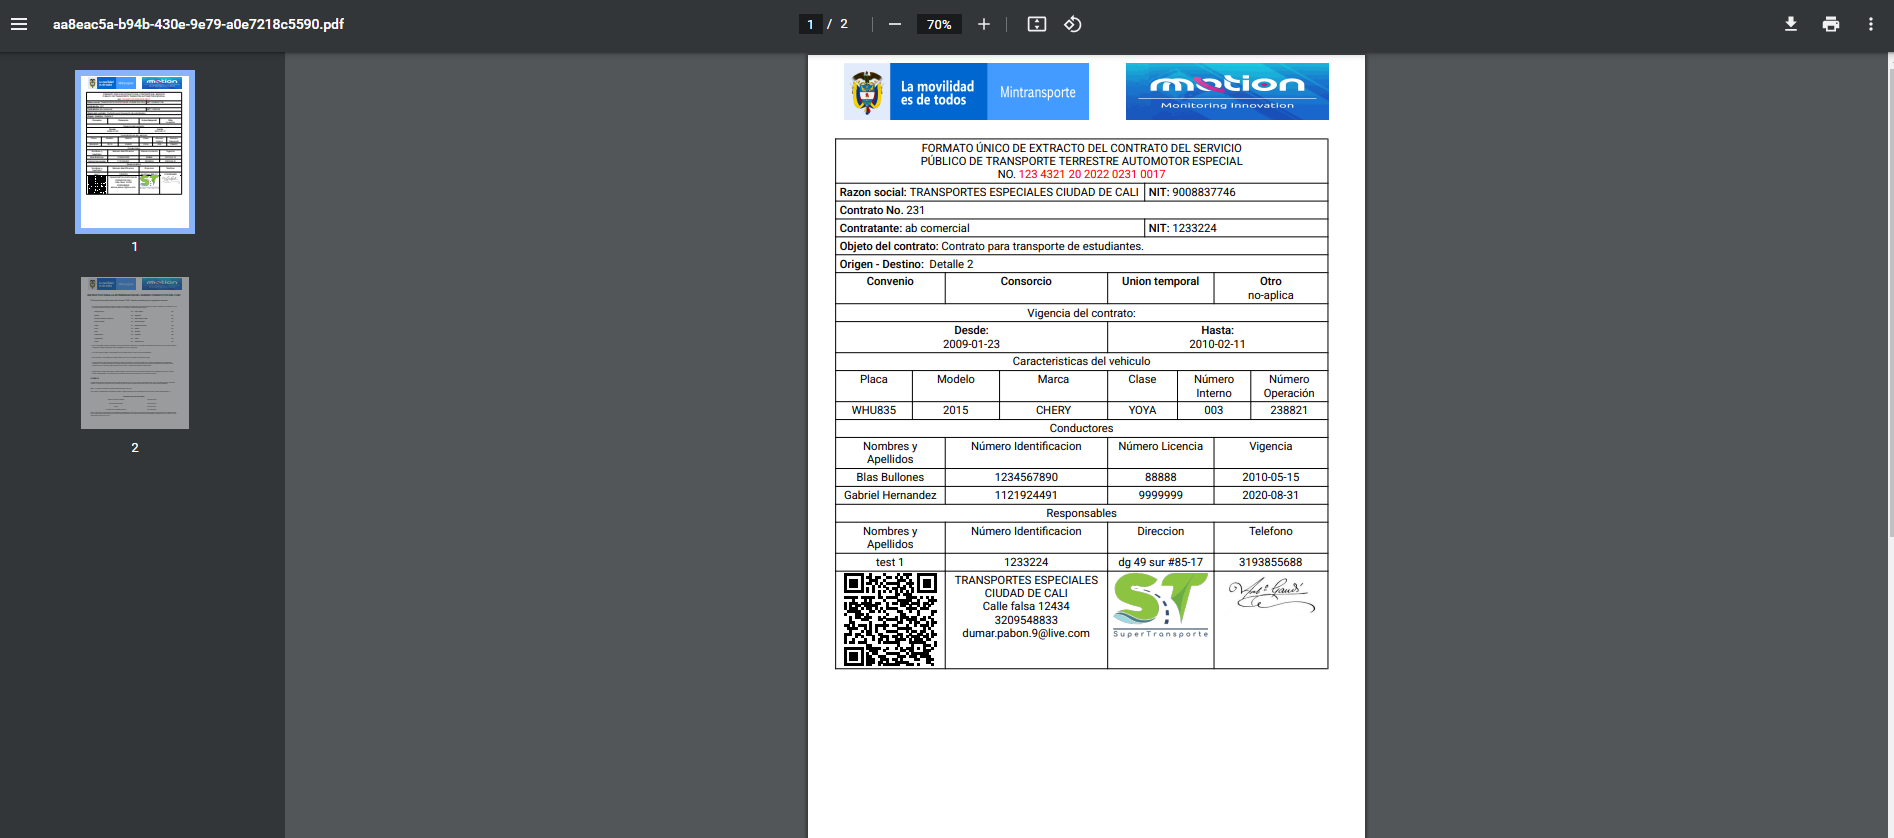 aa8eac5a-b94b-430e-9e79-a0e7218c5590.pdf
1 / 2
70%
1
2
La movilidad
es de todos
Mintransporte
motion
Monitoring Innovation
FORMATO ÚNICO DE EXTRACTO DEL CONTRATO DEL SERVICIO
PÚBLICO DE TRANSPORTE TERRESTRE AUTOMOTOR ESPECIAL
NO. 123 4321 20 2022 0231 0017
Razon social: TRANSPORTES ESPECIALES CIUDAD DE CALI NIT: 9008837746
Contrato No. 231
Contratante: ab comercial NIT: 1233224
Objeto del contrato: Contrato para transporte de estudiantes.
Origen - Destino: Detalle 2
Convenio Consorcio Union temporal Otro
no-aplica
Vigencia del contrato:
Desde: Hasta:
2009-01-23 2010-02-11
Caracteristicas del vehiculo
Placa Modelo Marca Clase Número Número
Interno Operación
WHU835 2015 CHERY YOYA 003 238821
Conductores
Nombres y Número Identificacion Número Licencia Vigencia
Apellidos
Blas Bullones 1234567890 88888 2010-05-15
Gabriel Hernandez 1121924491 9999999 2020-08-31
Responsables
Nombres y Número Identificacion Direccion Telefono
Apellidos
test 1 1233224 dg 49 sur #85-17 3193855688
TRANSPORTES ESPECIALES
CIUDAD DE CALI
Calle falsa 12434
3209548833
dumar.pabon.9@live.com
ST
SuperTransporte